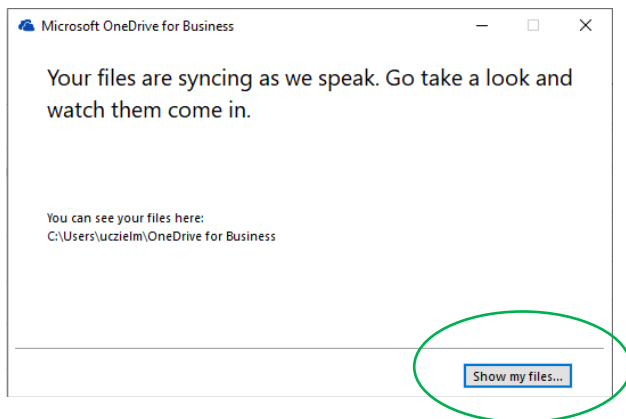 Microsoft OneDrive for Business
Your files are syncing as we speak. Go take a look and
watch them come in.
You can see your files here:
C:\Users\uczielm\OneDrive for Business
Show my files...